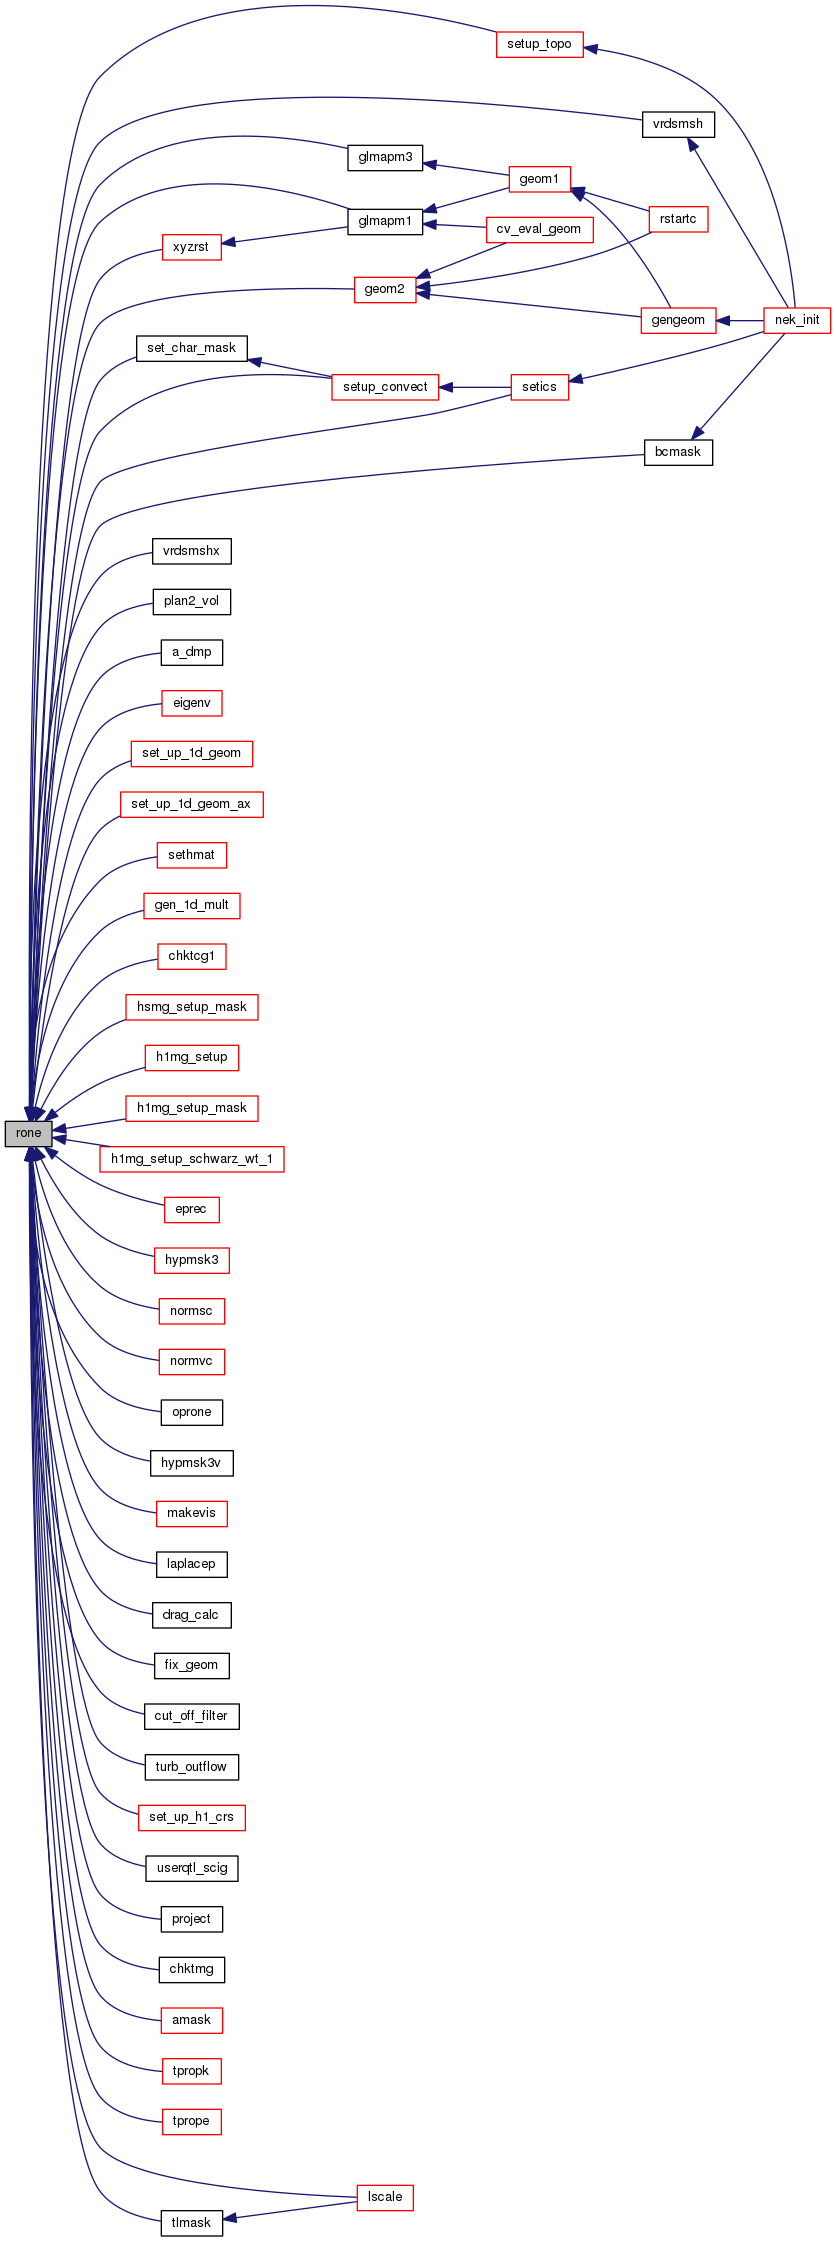 setup_topo
vrdsmsh
glmapm3
geom1
glmapm1
rstartc
cv_eval_geom
xyzrst
geom2
gengeom
nek_init
set_char_mask
setup_convect
setics
bcmask
vrdsmshx
plan2_vol
a_dmp
eigenv
set_up_1d_geom
set_up_1d_geom_ax
sethmat
gen_1d_mult
chktcg1
hsmg_setup_mask
h1mg_setup
h1mg_setup_mask
rone
h1mg_setup_schwarz_wt_1
eprec
hypmsk3
normsc
normvc
oprone
hypmsk3v
makevis
laplacep
drag_calc
fix_geom
cut_off_filter
turb_outflow
set_up_h1_crs
userqtl_scig
project
chktmg
amask
tpropk
tprope
lscale
tlmask